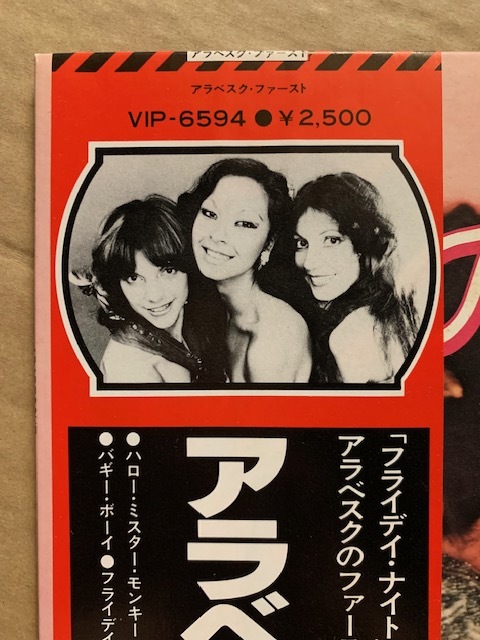 アラベスク・ファースト
アラベスク・ファースト
VIP-6594 ● ¥2,500
「フライデイ・ナイト
アラベスクのファー
アラベ
●ハロー・ミスター・モンキー
●バギー・ボーイ●フライデイ